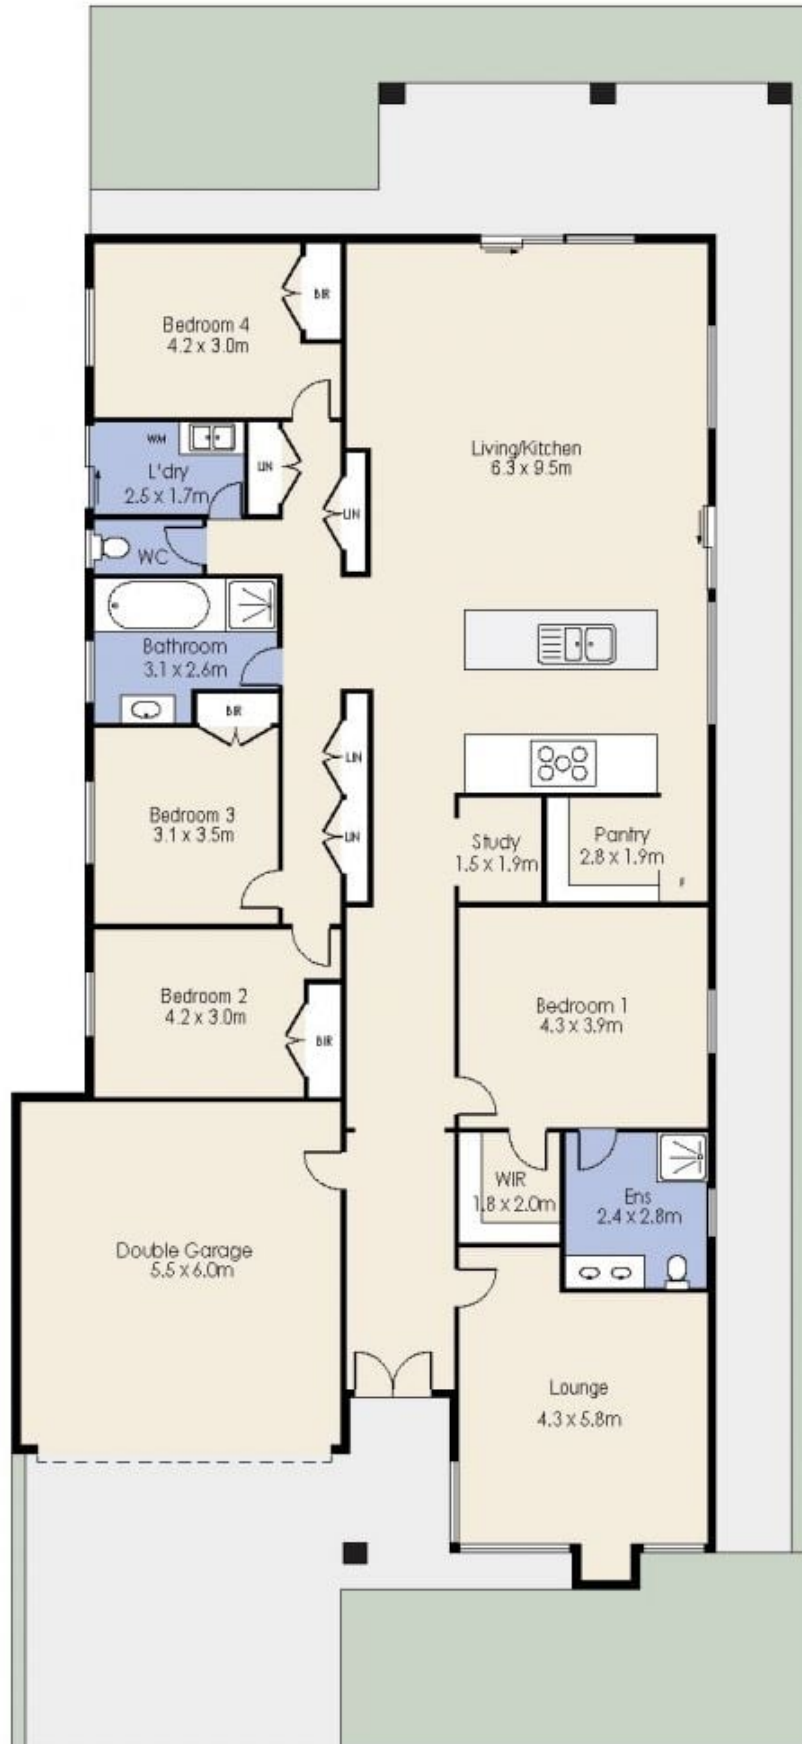 BIR
Bedroom 4
4.2 x 3.0m
WM
L'dry
2.5 x 1.7m
LIN
LIN
Living/Kitchen
6.3 x 9.5m
WC
Bathroom
3.1 x 2.6m
BIR
LIN
LIN
Bedroom 3
3.1 x 3.5m
Study
1.5 x 1.9m
Pantry
2.8 x 1.9m
F
Bedroom 2
4.2 x 3.0m
BIR
Bedroom 1
4.3 x 3.9m
WIR
1.8 x 2.0m
Ens
2.4 x 2.8m
Double Garage
5.5 x 6.0m
Lounge
4.3 x 5.8m